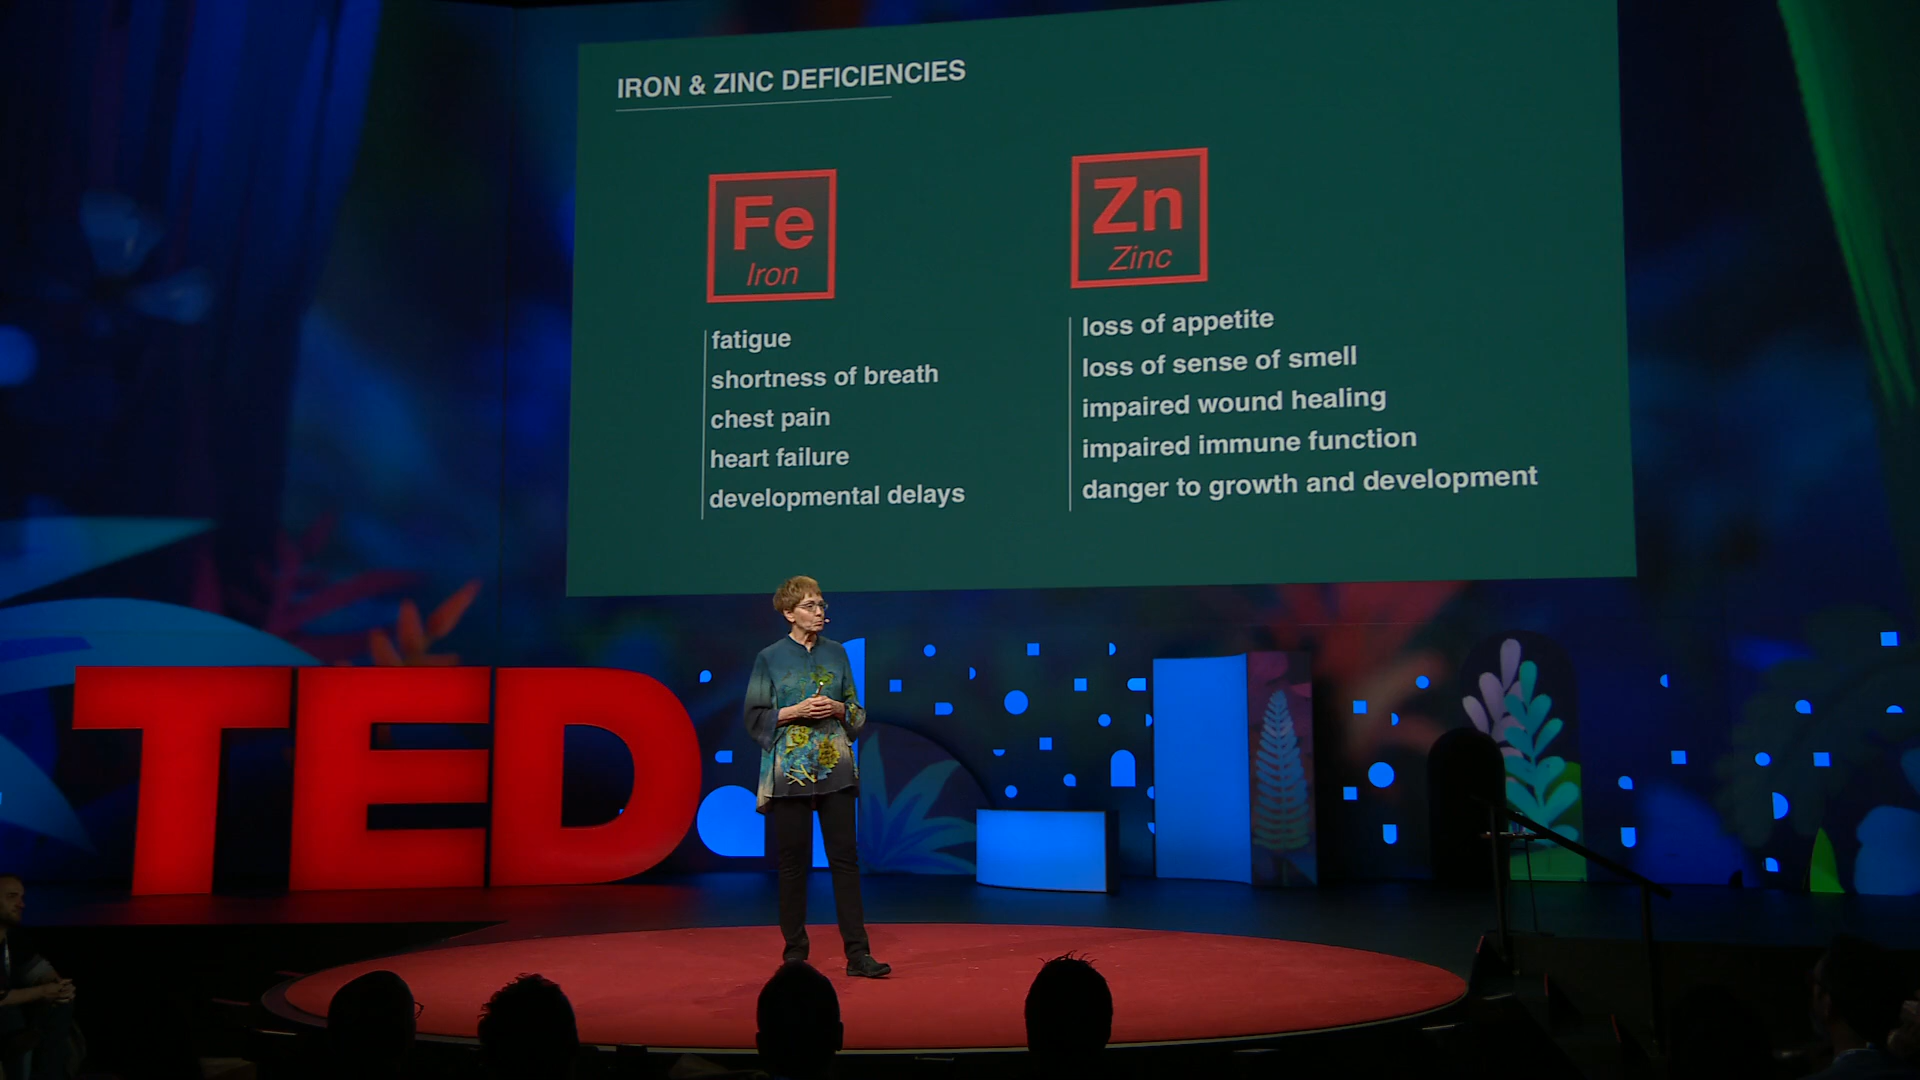 IRON & ZINC DEFICIENCIES
Fe
Iron
fatigue
shortness of breath
chest pain
heart failure
developmental delays
Zn
Zinc
loss of appetite
loss of sense of smell
impaired wound healing
impaired immune function
danger to growth and development
TED